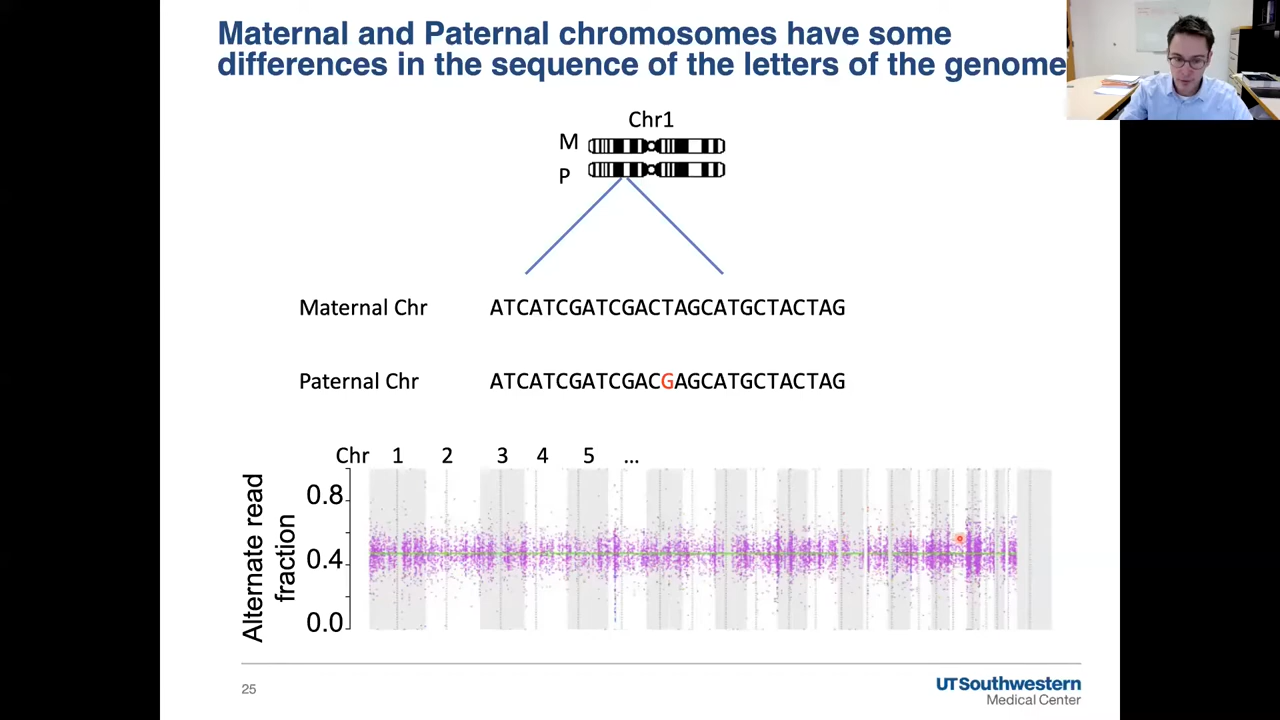 Maternal and Paternal chromosomes have some
differences in the sequence of the letters of the genome
Chr1
M
P
Maternal Chr ATCATCGATCGACTAGCATGCTACTAG
Paternal Chr ATCATCGATCGACGAGCATGCTACTAG
Chr 1 2 3 4 5 ...
Alternate read
fraction
0.8
0.4
0.0
25
UTSouthwestern
Medical Center